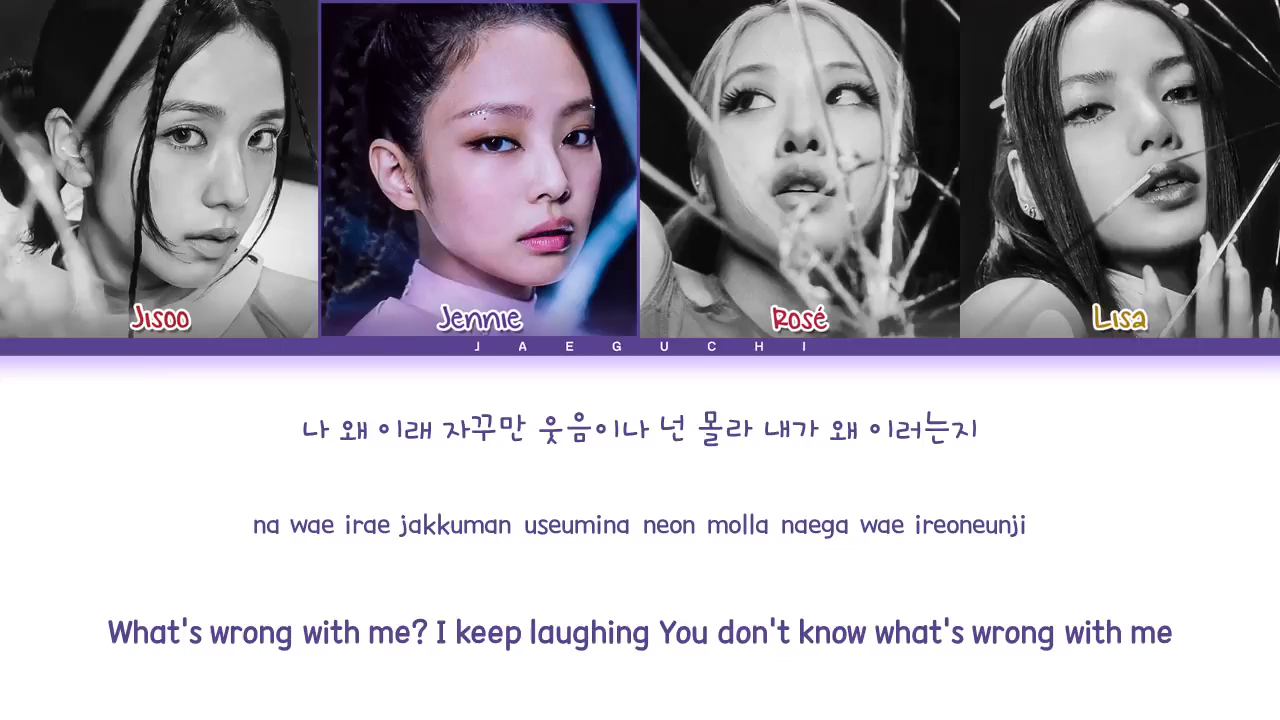 Jisoo
Jennie
Rosé
Lisa
JAEGUCHI
나 왜 이래 자꾸만 웃음이나 넌 몰라 내가 왜 이러는지
na wae irae jakkuman useumina neon molla naega wae ireoneunji
What's wrong with me? I keep laughing You don't know what's wrong with me